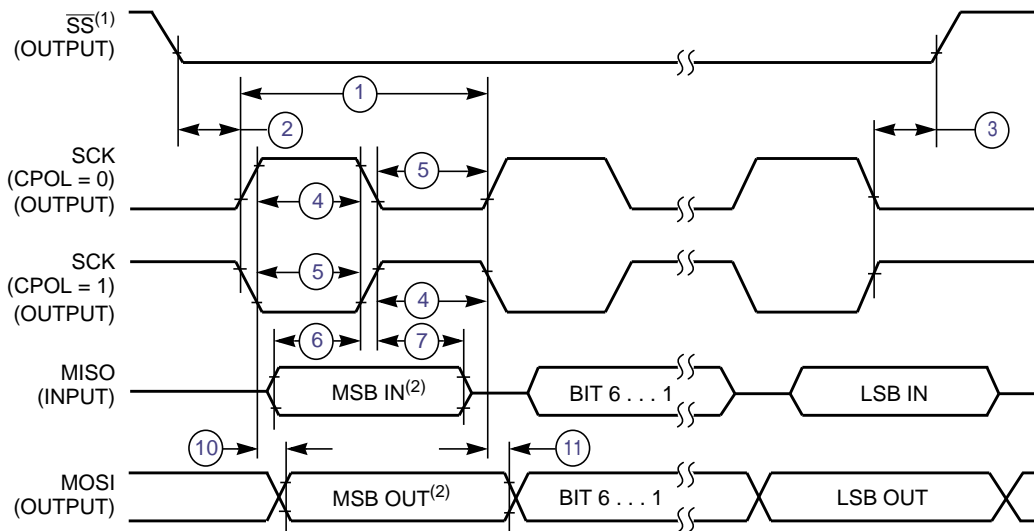 SS(1)
(OUTPUT)
1
2
3
SCK
(CPOL = 0)
(OUTPUT)
5
4
SCK
(CPOL = 1)
(OUTPUT)
5
4
6
7
MISO
(INPUT)
MSB IN(2)
BIT 6 . . . 1
LSB IN
10
11
MOSI
(OUTPUT)
MSB OUT(2)
BIT 6 . . . 1
LSB OUT